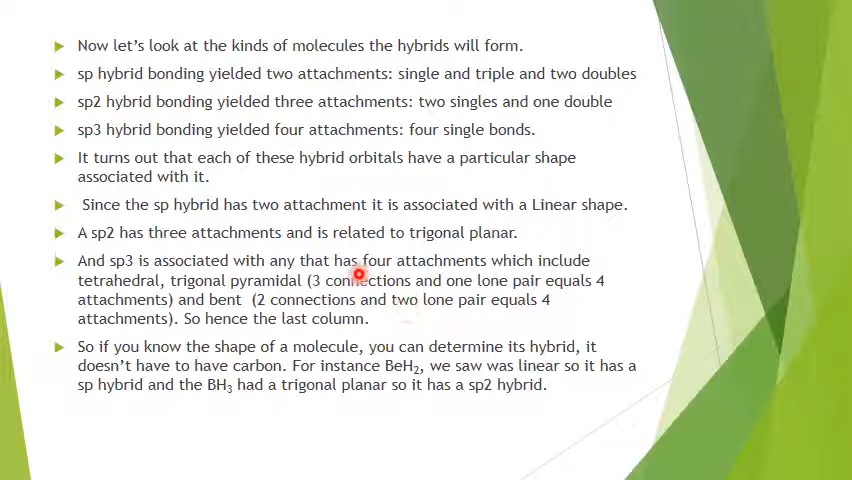 Now let's look at the kinds of molecules the hybrids will form.
sp hybrid bonding yielded two attachments: single and triple and two doubles
sp2 hybrid bonding yielded three attachments: two singles and one double
sp3 hybrid bonding yielded four attachments: four single bonds.
It turns out that each of these hybrid orbitals have a particular shape
associated with it.
Since the sp hybrid has two attachment it is associated with a Linear shape.
A sp2 has three attachments and is related to trigonal planar.
And sp3 is associated with any that has four attachments which include
tetrahedral, trigonal pyramidal (3 connections and one lone pair equals 4
attachments) and bent (2 connections and two lone pair equals 4
attachments). So hence the last column.
So if you know the shape of a molecule, you can determine its hybrid, it
doesn't have to have carbon. For instance BeH₂, we saw was linear so it has a
sp hybrid and the BH₃ had a trigonal planar so it has a sp2 hybrid.